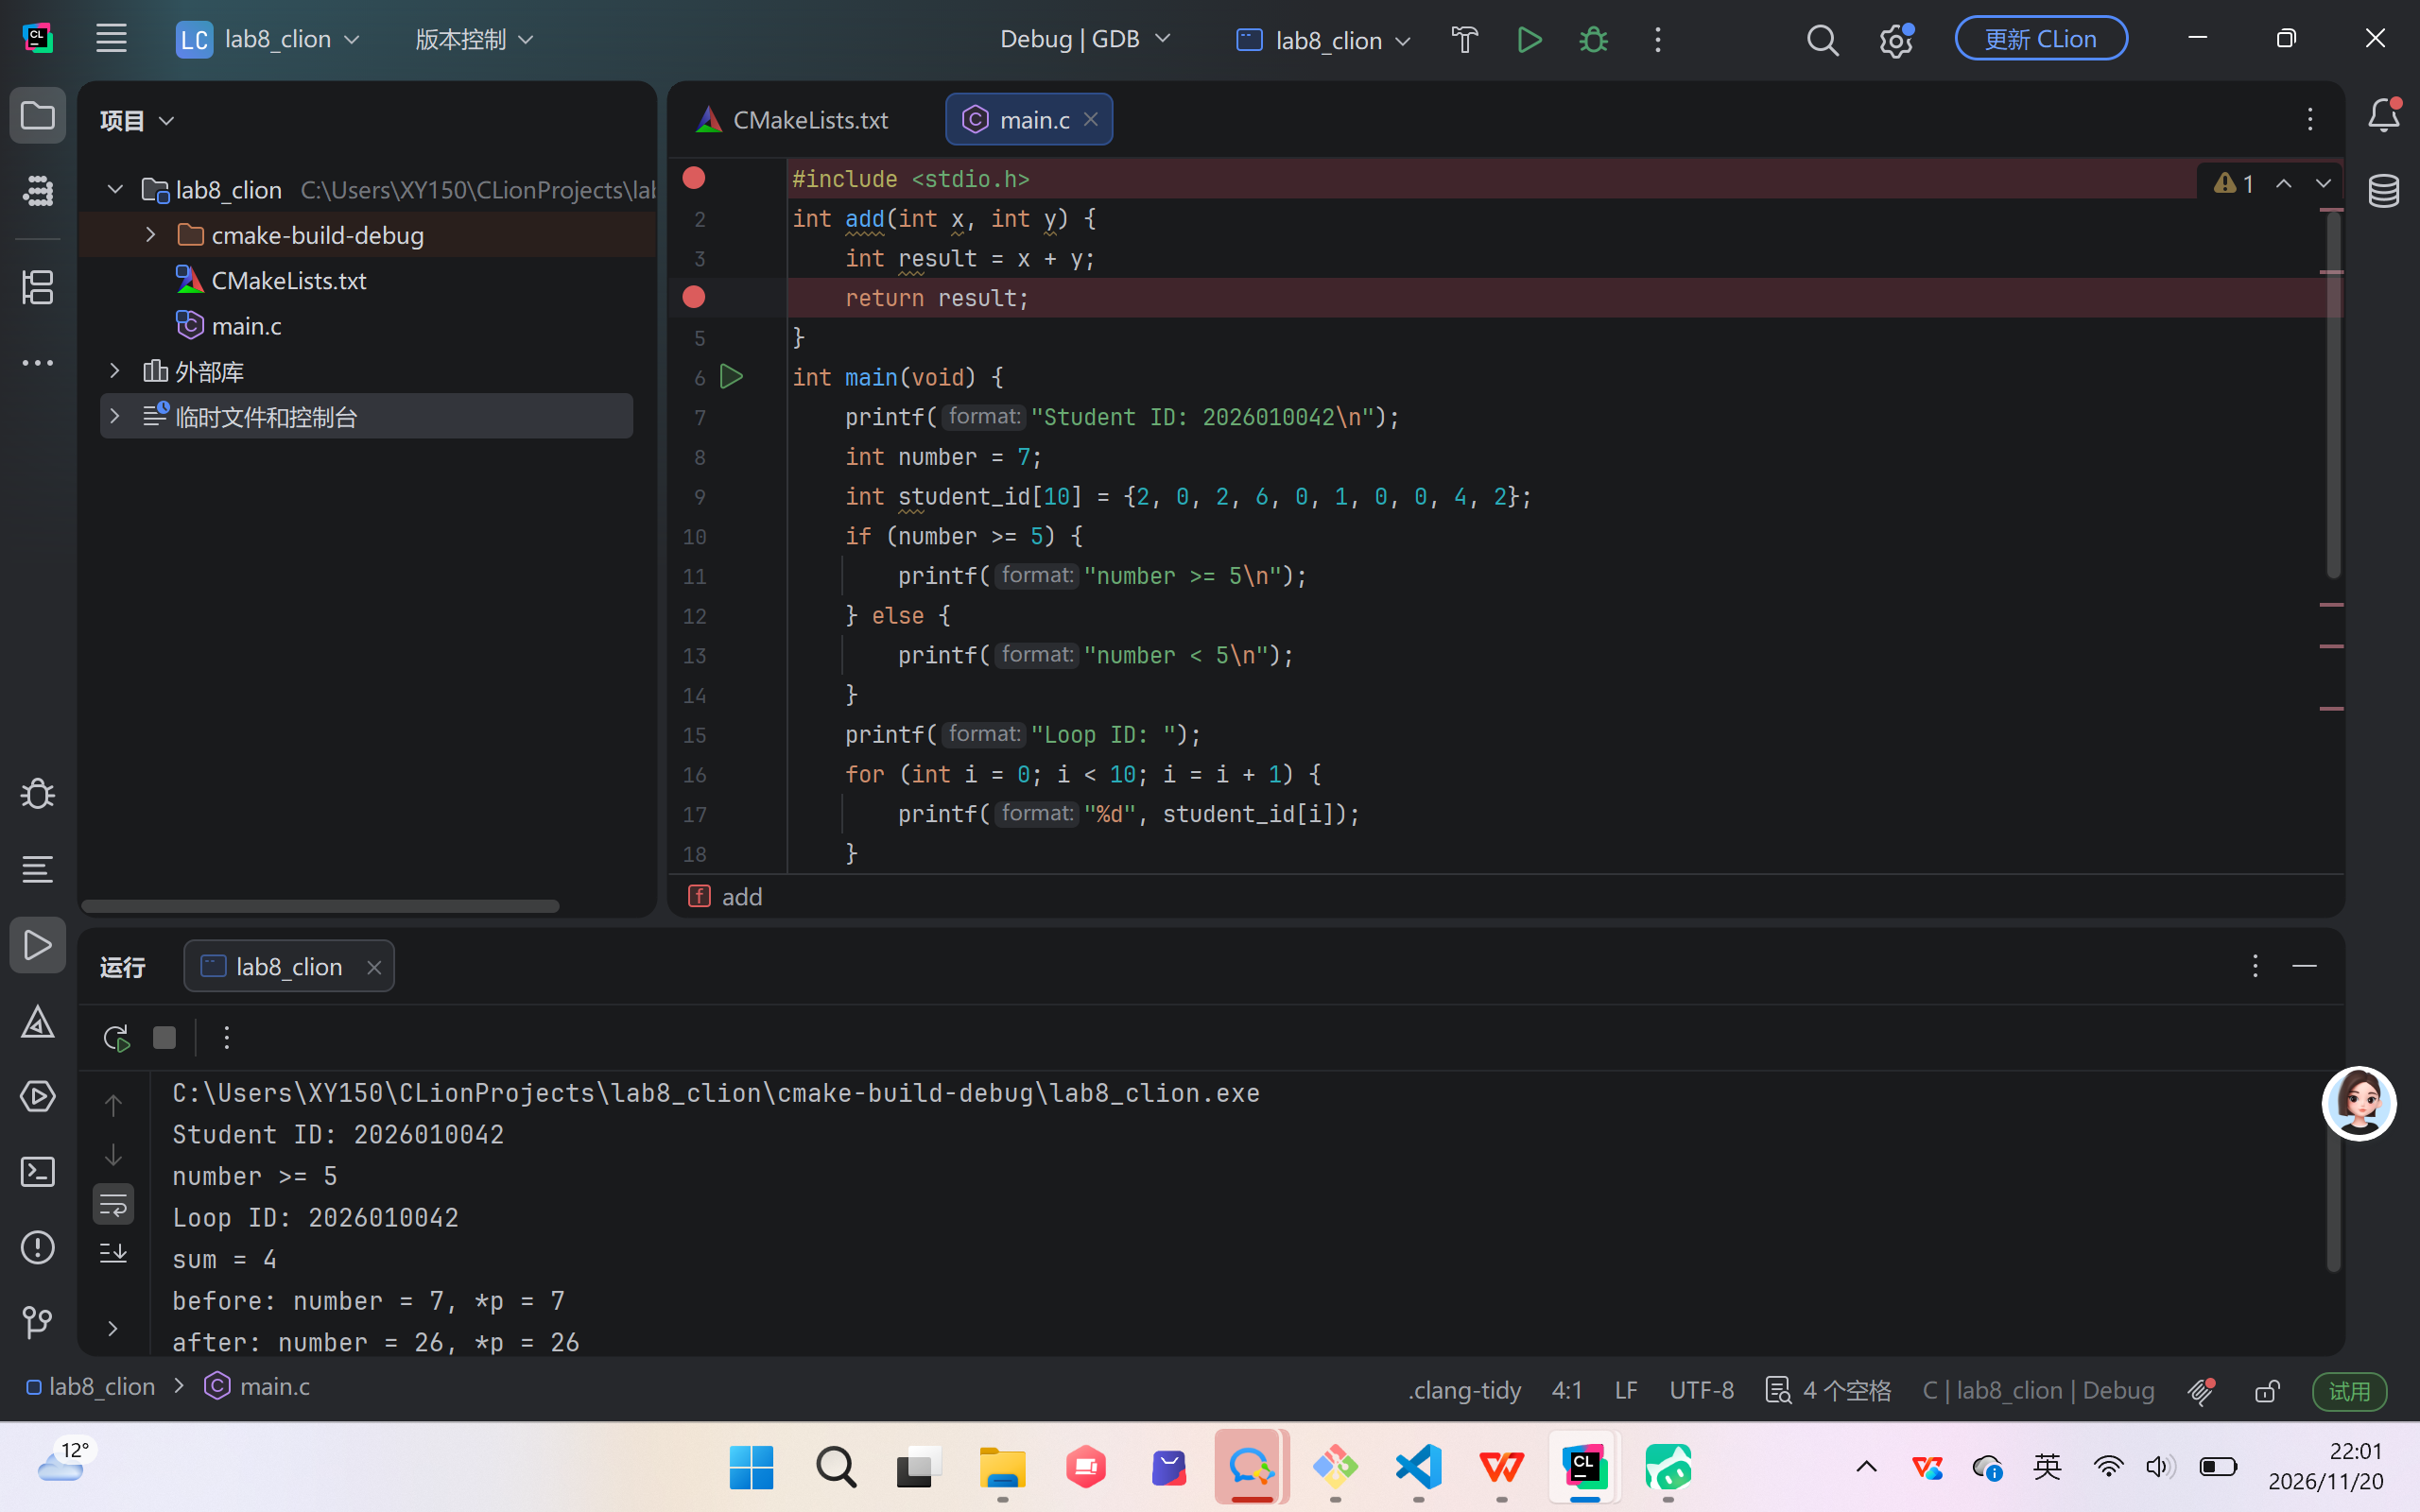 LC lab8_clion 版本控制 Debug | GDB lab8_clion 更新 CLion
项目
CMakeLists.txt main.c
lab8_clion C:\Users\XY150\CLionProjects\lab
cmake-build-debug
CMakeLists.txt
main.c
外部库
临时文件和控制台
1
#include <stdio.h>
2 int add(int x, int y) {
3 int result = x + y;
return result;
5 }
6 int main(void) {
7 printf( format: "Student ID: 2026010042\n");
8 int number = 7;
9 int student_id[10] = {2, 0, 2, 6, 0, 1, 0, 0, 4, 2};
10 if (number >= 5) {
11 printf( format: "number >= 5\n");
12 } else {
13 printf( format: "number < 5\n");
14 }
15 printf( format: "Loop ID: ");
16 for (int i = 0; i < 10; i = i + 1) {
17 printf( format: "%d", student_id[i]);
18 }
f add
运行 lab8_clion
C:\Users\XY150\CLionProjects\lab8_clion\cmake-build-debug\lab8_clion.exe
Student ID: 2026010042
number >= 5
Loop ID: 2026010042
sum = 4
before: number = 7, *p = 7
after: number = 26, *p = 26
lab8_clion > main.c .clang-tidy 4:1 LF UTF-8 4 个空格 C | lab8_clion | Debug 试用
12° 英 22:01
2026/11/20